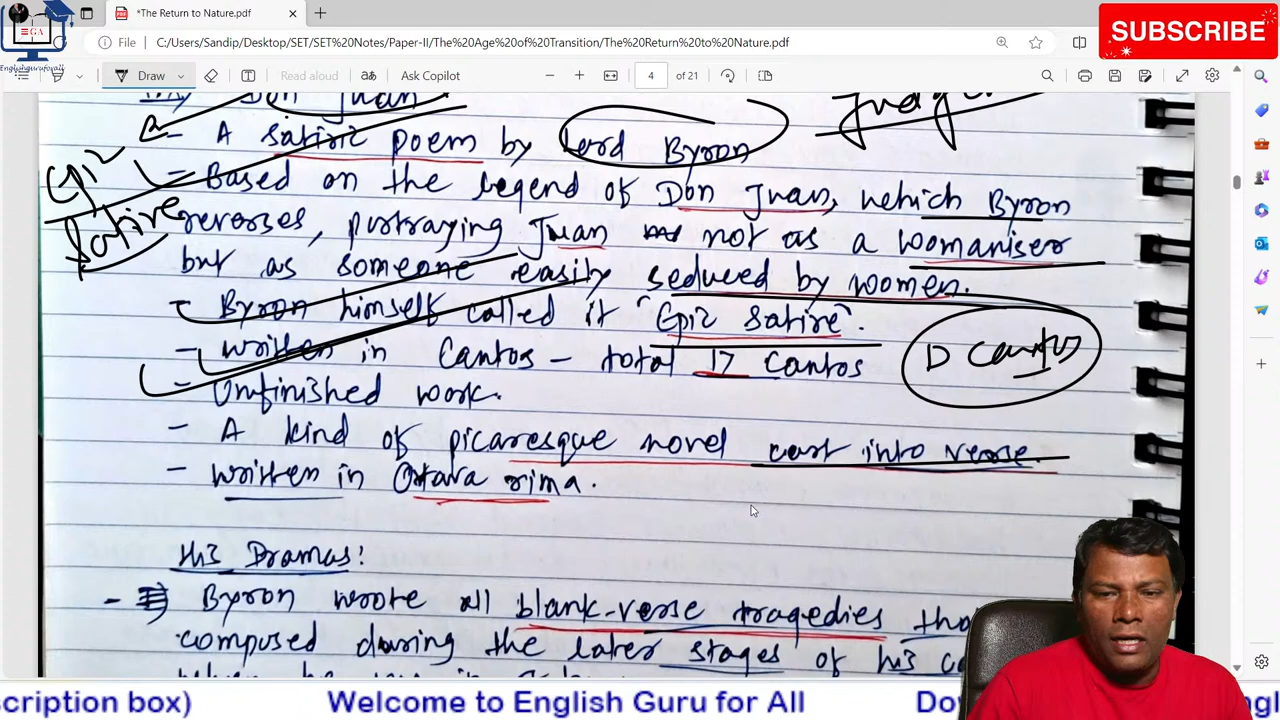 *The Return to Nature.pdf
File
C:/Users/Sandip/Desktop/SET/SET%20Notes/Paper-II/The%20Age%20of%20Transition/The%20Return%20to%20Nature.pdf
SUBSCRIBE
EGA
Englishguruforall
Draw
Read aloud
Ask Copilot
4 of 21
Don Juan
Judge
- A satiric poem by Lord Byron
Epic
Satire
- Based on the legend of Don Juan, which Byron
reverses, portraying Juan not as a womaniser
but as someone easily seduced by women.
- Byron himself called it "Epic Satire".
- Written in Cantos - total 17 Cantos
D Cantos
- Unfinished work.
- A kind of picaresque novel cast into verse.
- written in Ottava rima.
His Dramas:
- Byron wrote all blank-verse tragedies
composed during the later stages of his
scription box)
Welcome to English Guru for All